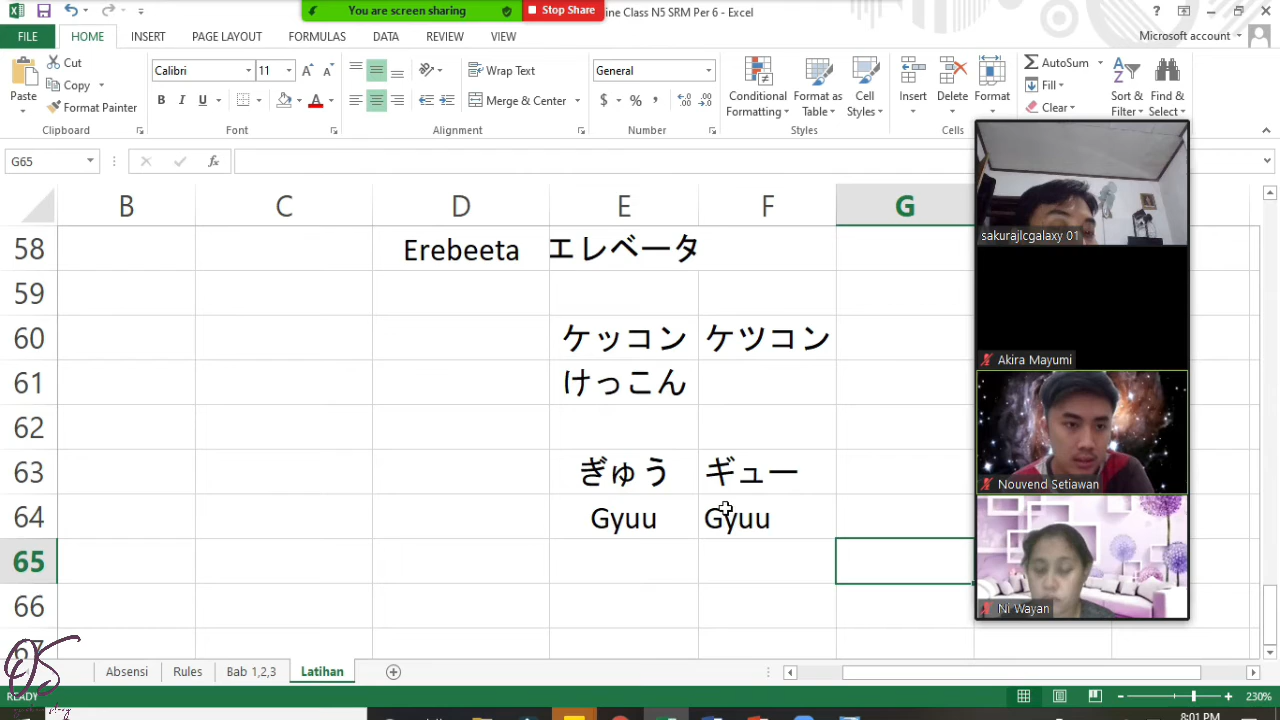 You are screen sharing
Stop Share
ine Class N5 SRM Per 6 - Excel
FILE HOME INSERT PAGE LAYOUT FORMULAS DATA REVIEW VIEW
Microsoft account
Paste
Cut
Copy
Format Painter
Calibri 11
B I U
Wrap Text
Merge & Center
General
$ % ,
Conditional Formatting
Format as Table
Cell Styles
Insert
Delete
Format
AutoSum
Fill
Clear
Sort & Filter
Find & Select
Clipboard Font Alignment Number Styles Cells
G65
B C D E F G
58 Erebeeta エレベータ
59
60 ケッコン ケツコン
61 けっこん
62
63 ぎゅう ギュー
64 Gyuu Gyuu
65
66
67
sakurajlcgalaxy 01
Akira Mayumi
Nouvend Setiawan
Ni Wayan
Absensi Rules Bab 1,2,3 Latihan
READY
230%
8:01 PM